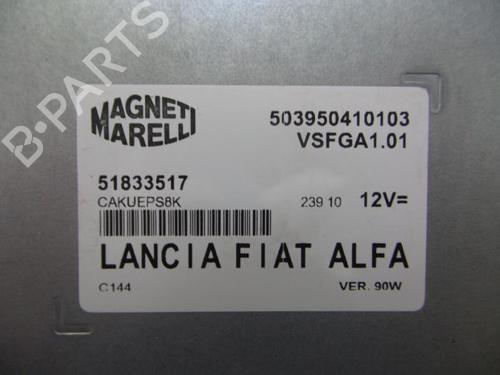 B-PARTS
MAGNETI
MARELLI
503950410103
VSFGA1.01
51833517
CAKUEPS8K
239 10
12V=
LANCIA FIAT ALFA
C144
VER. 90W